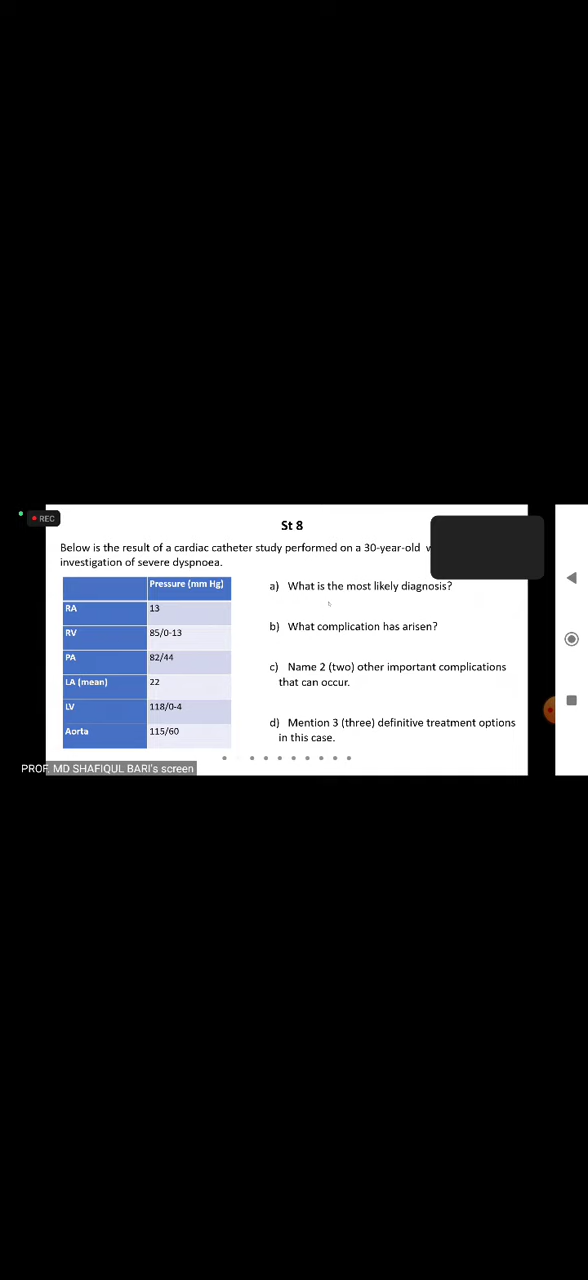 REC
St 8
Below is the result of a cardiac catheter study performed on a 30-year-old
investigation of severe dyspnoea.
Pressure (mm Hg)
RA 13
RV 85/0-13
PA 82/44
LA (mean) 22
LV 118/0-4
Aorta 115/60
a) What is the most likely diagnosis?
b) What complication has arisen?
c) Name 2 (two) other important complications
that can occur.
d) Mention 3 (three) definitive treatment options
in this case.
PROF. MD SHAFIQUL BARI's screen